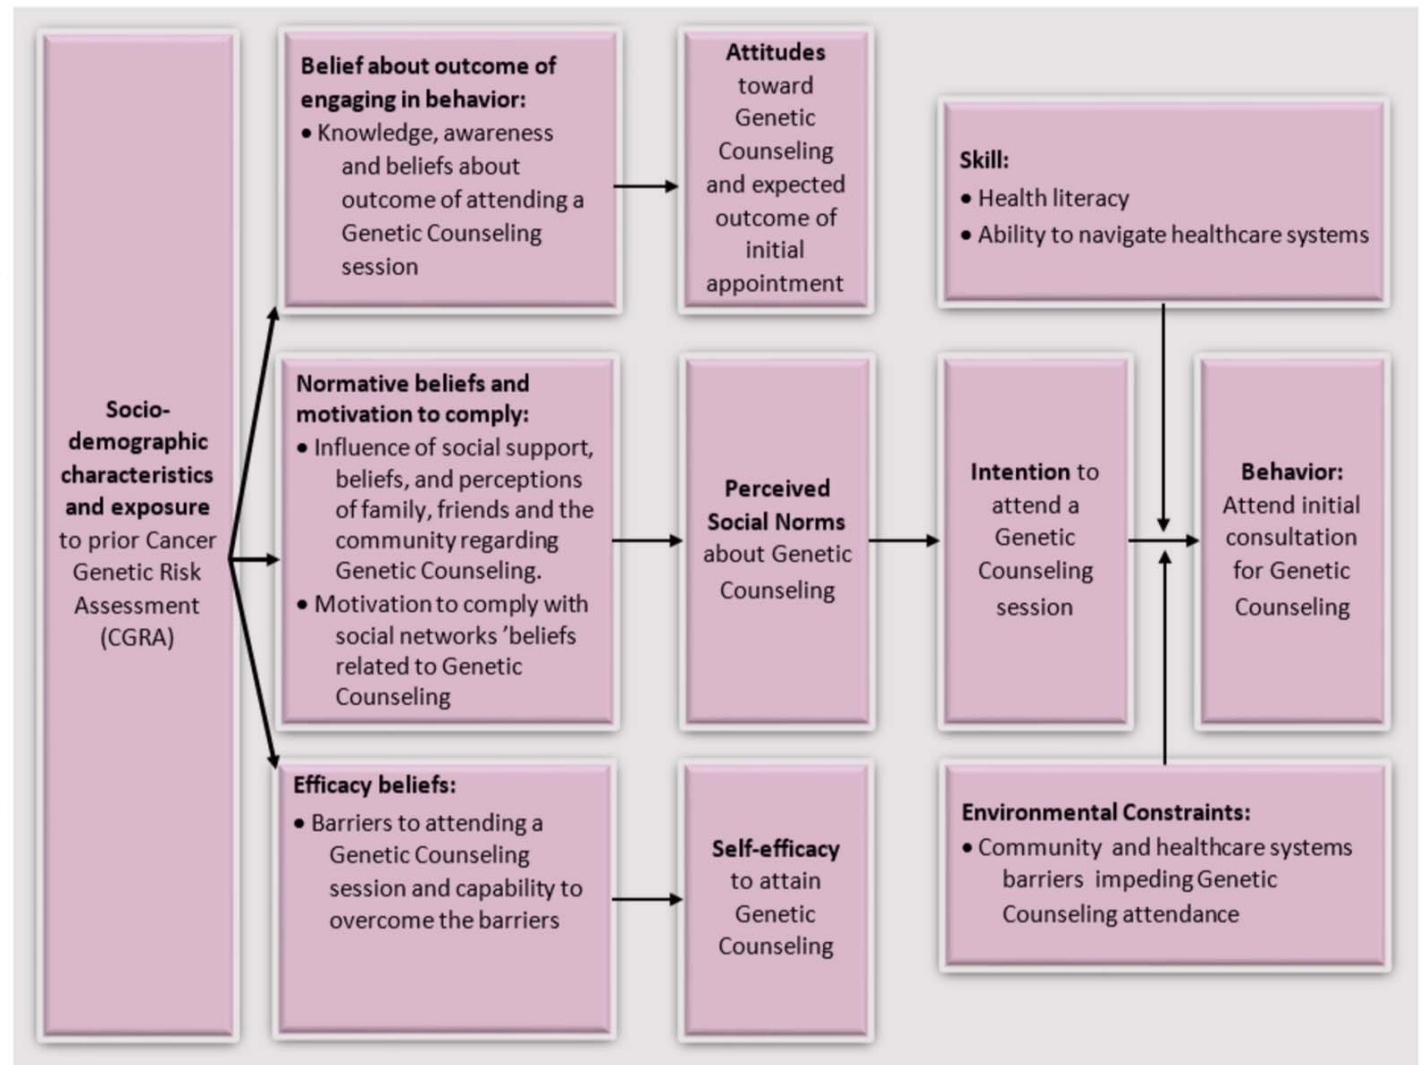 Socio-
demographic
characteristics
and exposure
to prior Cancer
Genetic Risk
Assessment
(CGRA)
Belief about outcome of
engaging in behavior:
• Knowledge, awareness
and beliefs about
outcome of attending a
Genetic Counseling
session
Attitudes
toward
Genetic
Counseling
and expected
outcome of
initial
appointment
Skill:
• Health literacy
• Ability to navigate healthcare systems
Normative beliefs and
motivation to comply:
• Influence of social support,
beliefs, and perceptions
of family, friends and the
community regarding
Genetic Counseling.
• Motivation to comply with
social networks ’beliefs
related to Genetic
Counseling
Perceived
Social Norms
about Genetic
Counseling
Intention to
attend a
Genetic
Counseling
session
Behavior:
Attend initial
consultation
for Genetic
Counseling
Efficacy beliefs:
• Barriers to attending a
Genetic Counseling
session and capability to
overcome the barriers
Self-efficacy
to attain
Genetic
Counseling
Environmental Constraints:
• Community and healthcare systems
barriers impeding Genetic
Counseling attendance